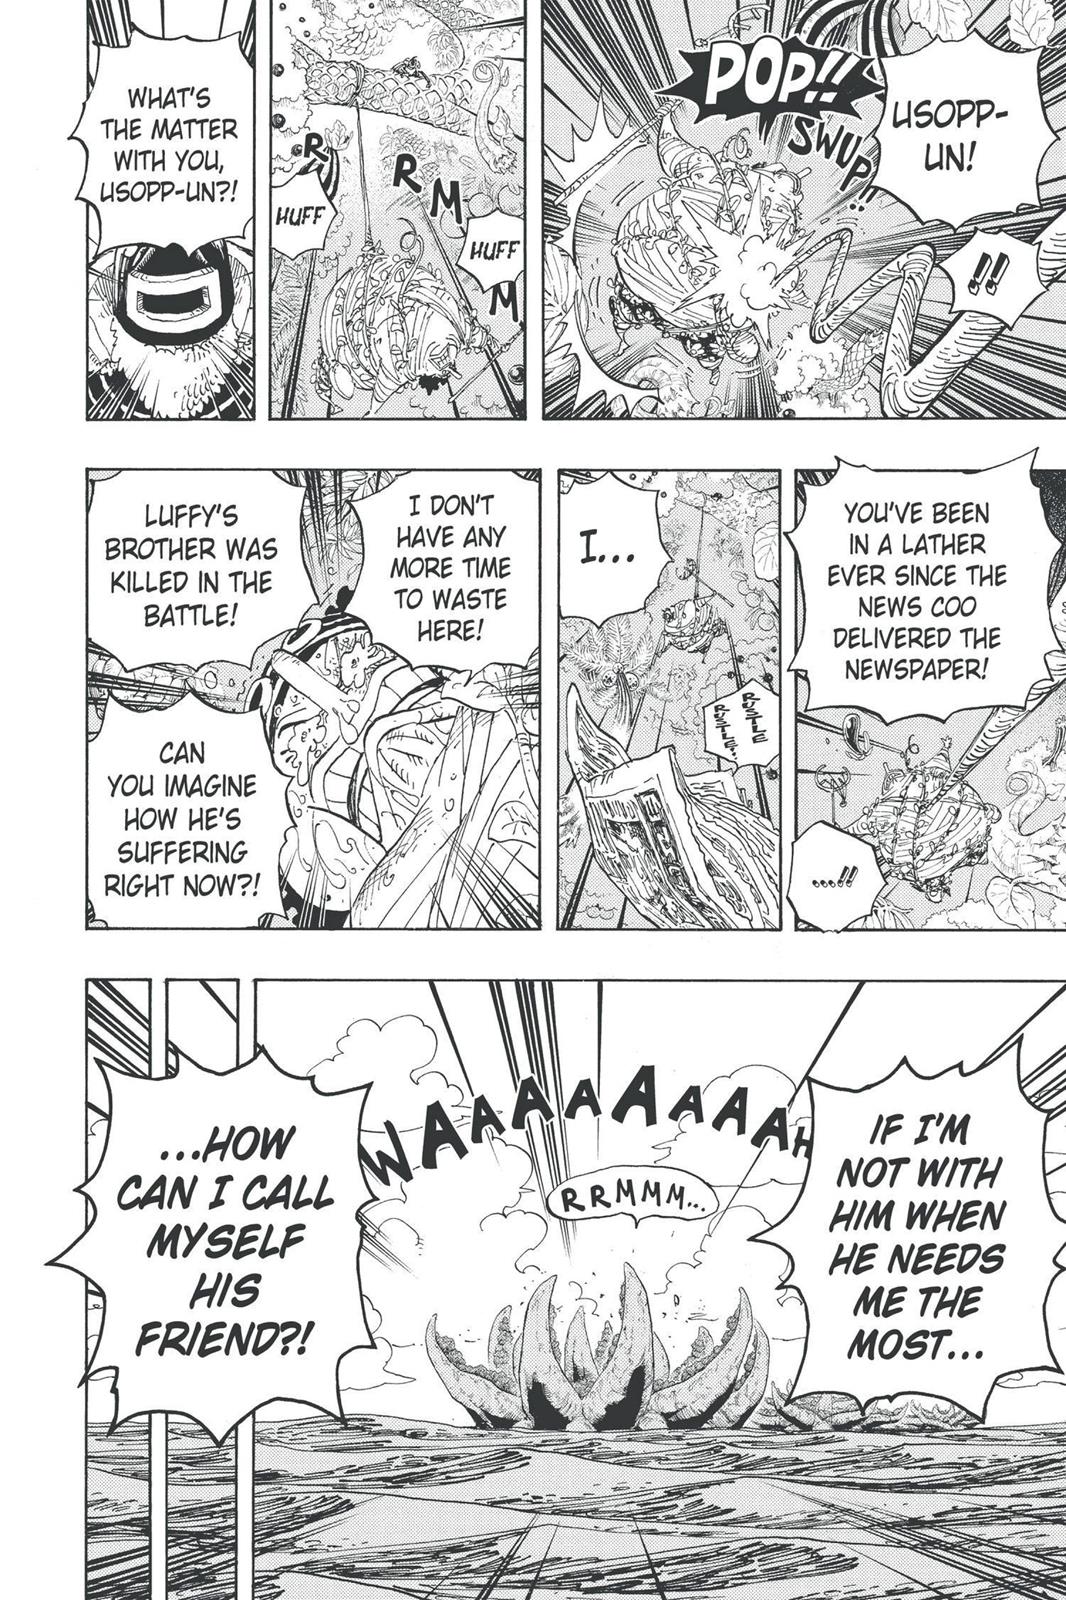 USOPP-
UN!
POP!!
SWUP!!
!!
R
R
M
M
HUFF
HUFF
WHAT'S
THE MATTER
WITH YOU,
USOPP-UN?!
YOU'VE BEEN
IN A LATHER
EVER SINCE THE
NEWS COO
DELIVERED THE
NEWSPAPER!
....!!
I...
RUSTLE
RUSTLE...
I DON'T
HAVE ANY
MORE TIME
TO WASTE
HERE!
LUFFY'S
BROTHER WAS
KILLED IN THE
BATTLE!
CAN
YOU IMAGINE
HOW HE'S
SUFFERING
RIGHT NOW?!
IF I'M
NOT WITH
HIM WHEN
HE NEEDS
ME THE
MOST...
WAAAAAAAAAH
RRMMM...
...HOW
CAN I CALL
MYSELF
HIS
FRIEND?!